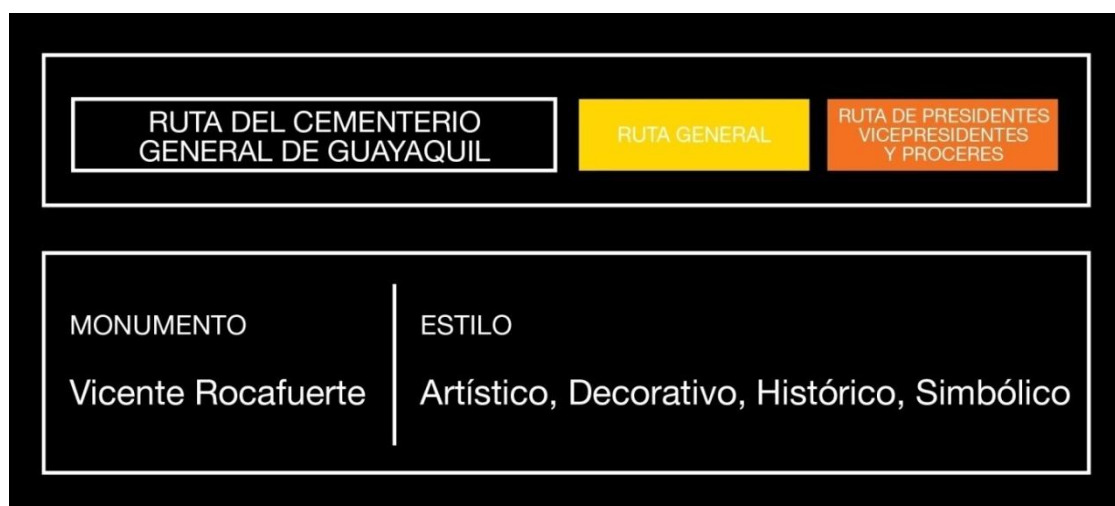 RUTA DEL CEMENTERIO
GENERAL DE GUAYAQUIL
RUTA GENERAL
RUTA DE PRESIDENTES
VICEPRESIDENTES
Y PROCERES
MONUMENTO
Vicente Rocafuerte
ESTILO
Artístico, Decorativo, Histórico, Simbólico